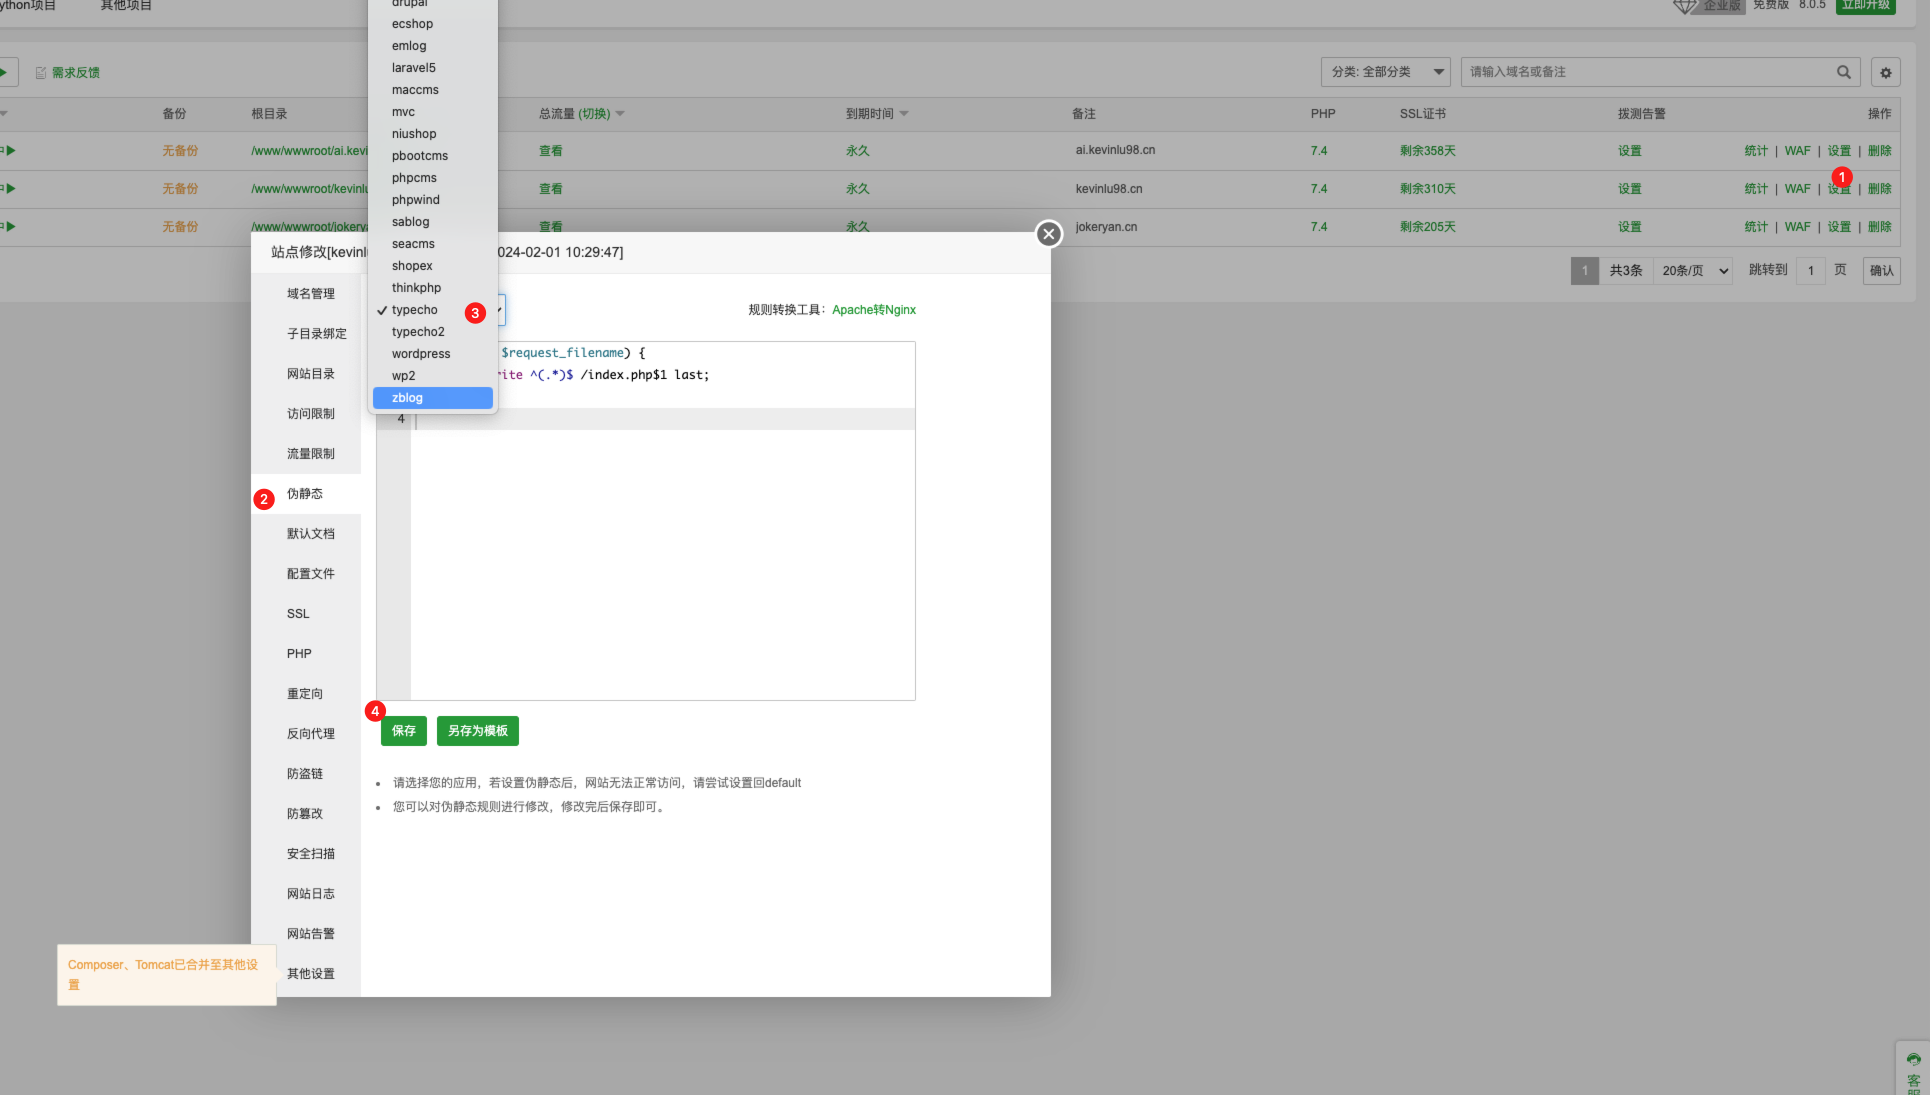 ython项目 其他项目 企业版 免费版 8.0.5 立即升级
需求反馈 分类: 全部分类 请输入域名或备注
备份 根目录 总流量 (切换) 到期时间 备注 PHP SSL证书 拨测告警 操作
无备份 /www/wwwroot/ai.kevi 查看 永久 ai.kevinlu98.cn 7.4 剩余358天 设置 统计 | WAF | 设置 | 删除
1
无备份 /www/wwwroot/kevinlu 查看 永久 kevinlu98.cn 7.4 剩余310天 设置 统计 | WAF | 设置 | 删除
无备份 /www/wwwroot/jokerya 查看 永久 jokeryan.cn 7.4 剩余205天 设置 统计 | WAF | 设置 | 删除
1 共3条 20条/页 跳转到 1 页 确认
drupal
ecshop
emlog
laravel5
maccms
mvc
niushop
pbootcms
phpcms
phpwind
sablog
seacms
shopex
thinkphp
✓ typecho
3
typecho2
wordpress
wp2
zblog
站点修改[kevinl 024-02-01 10:29:47]
域名管理
子目录绑定
网站目录
访问限制
流量限制
2
伪静态
默认文档
配置文件
SSL
PHP
重定向
反向代理
防盗链
防篡改
安全扫描
网站日志
网站告警
其他设置
规则转换工具： Apache转Nginx
$request_filename) {
rite ^(.*)$ /index.php$1 last;
4
4
保存 另存为模板
请选择您的应用，若设置伪静态后，网站无法正常访问，请尝试设置回default
您可以对伪静态规则进行修改，修改完后保存即可。
Composer、Tomcat已合并至其他设
置
客
服